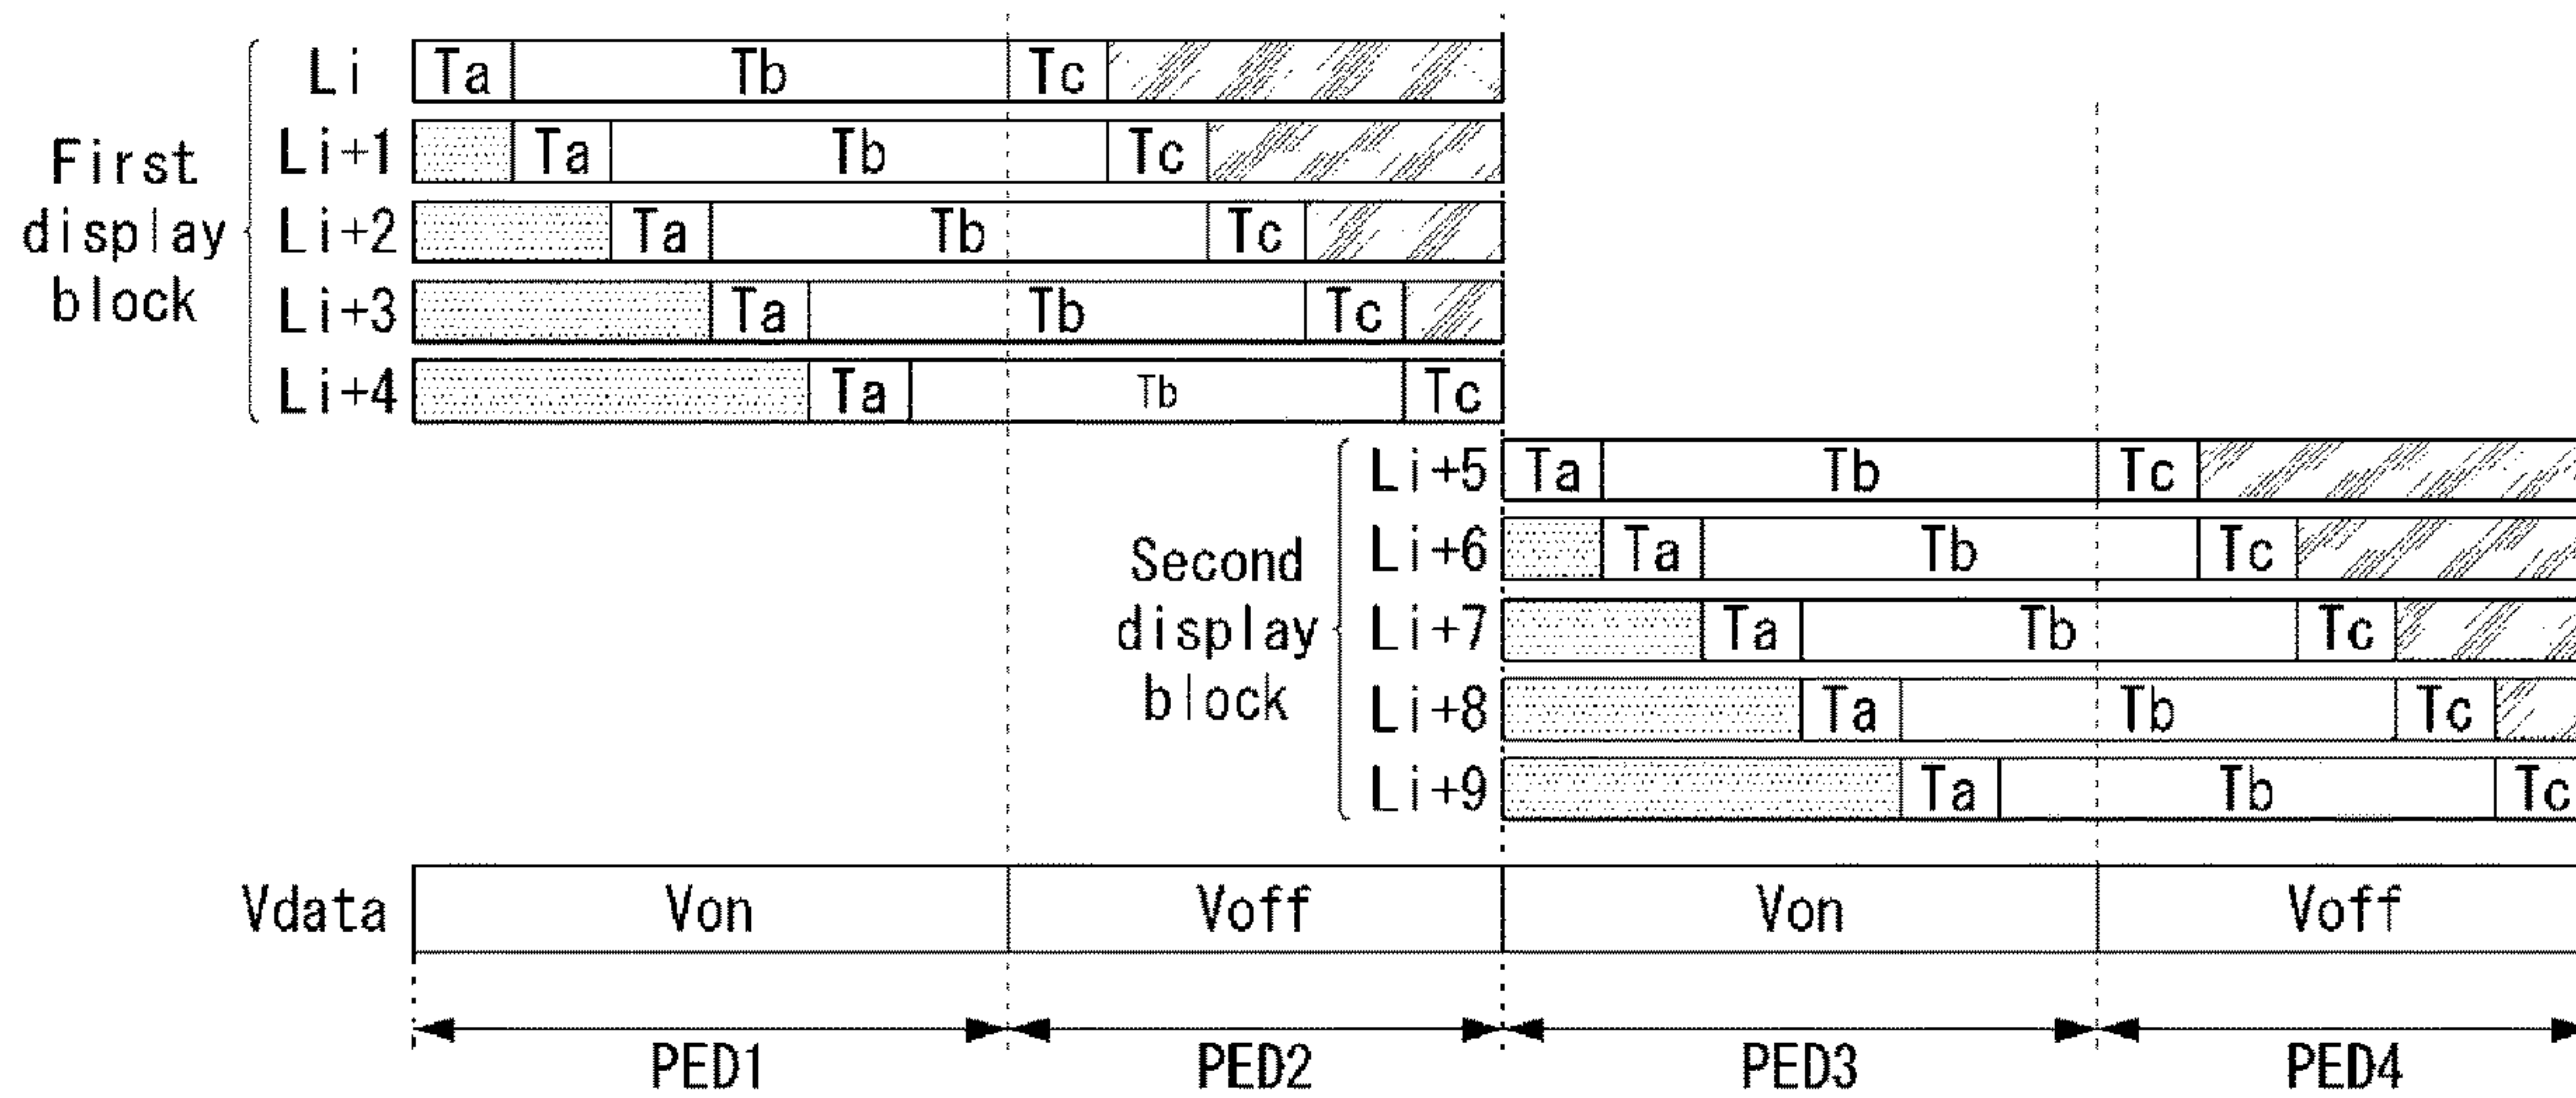 Li Ta Tb Tc
Li+1 Ta Tb Tc
First
display
block
Li+2 Ta Tb Tc
Li+3 Ta Tb Tc
Li+4 Ta Tb Tc
Li+5 Ta Tb Tc
Li+6 Ta Tb Tc
Second
display
block
Li+7 Ta Tb Tc
Li+8 Ta Tb Tc
Li+9 Ta Tb Tc
Vdata Von Voff Von Voff
PED1 PED2 PED3 PED4